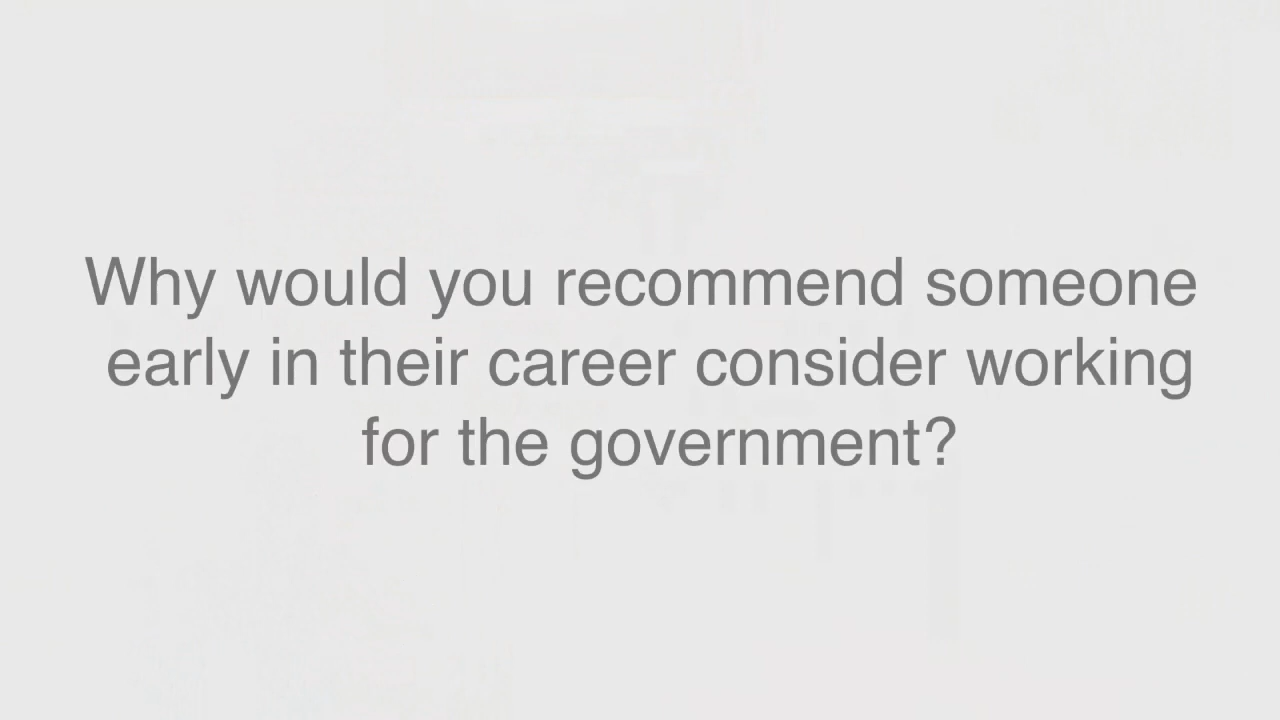 Why would you recommend someone
early in their career consider working
for the government?